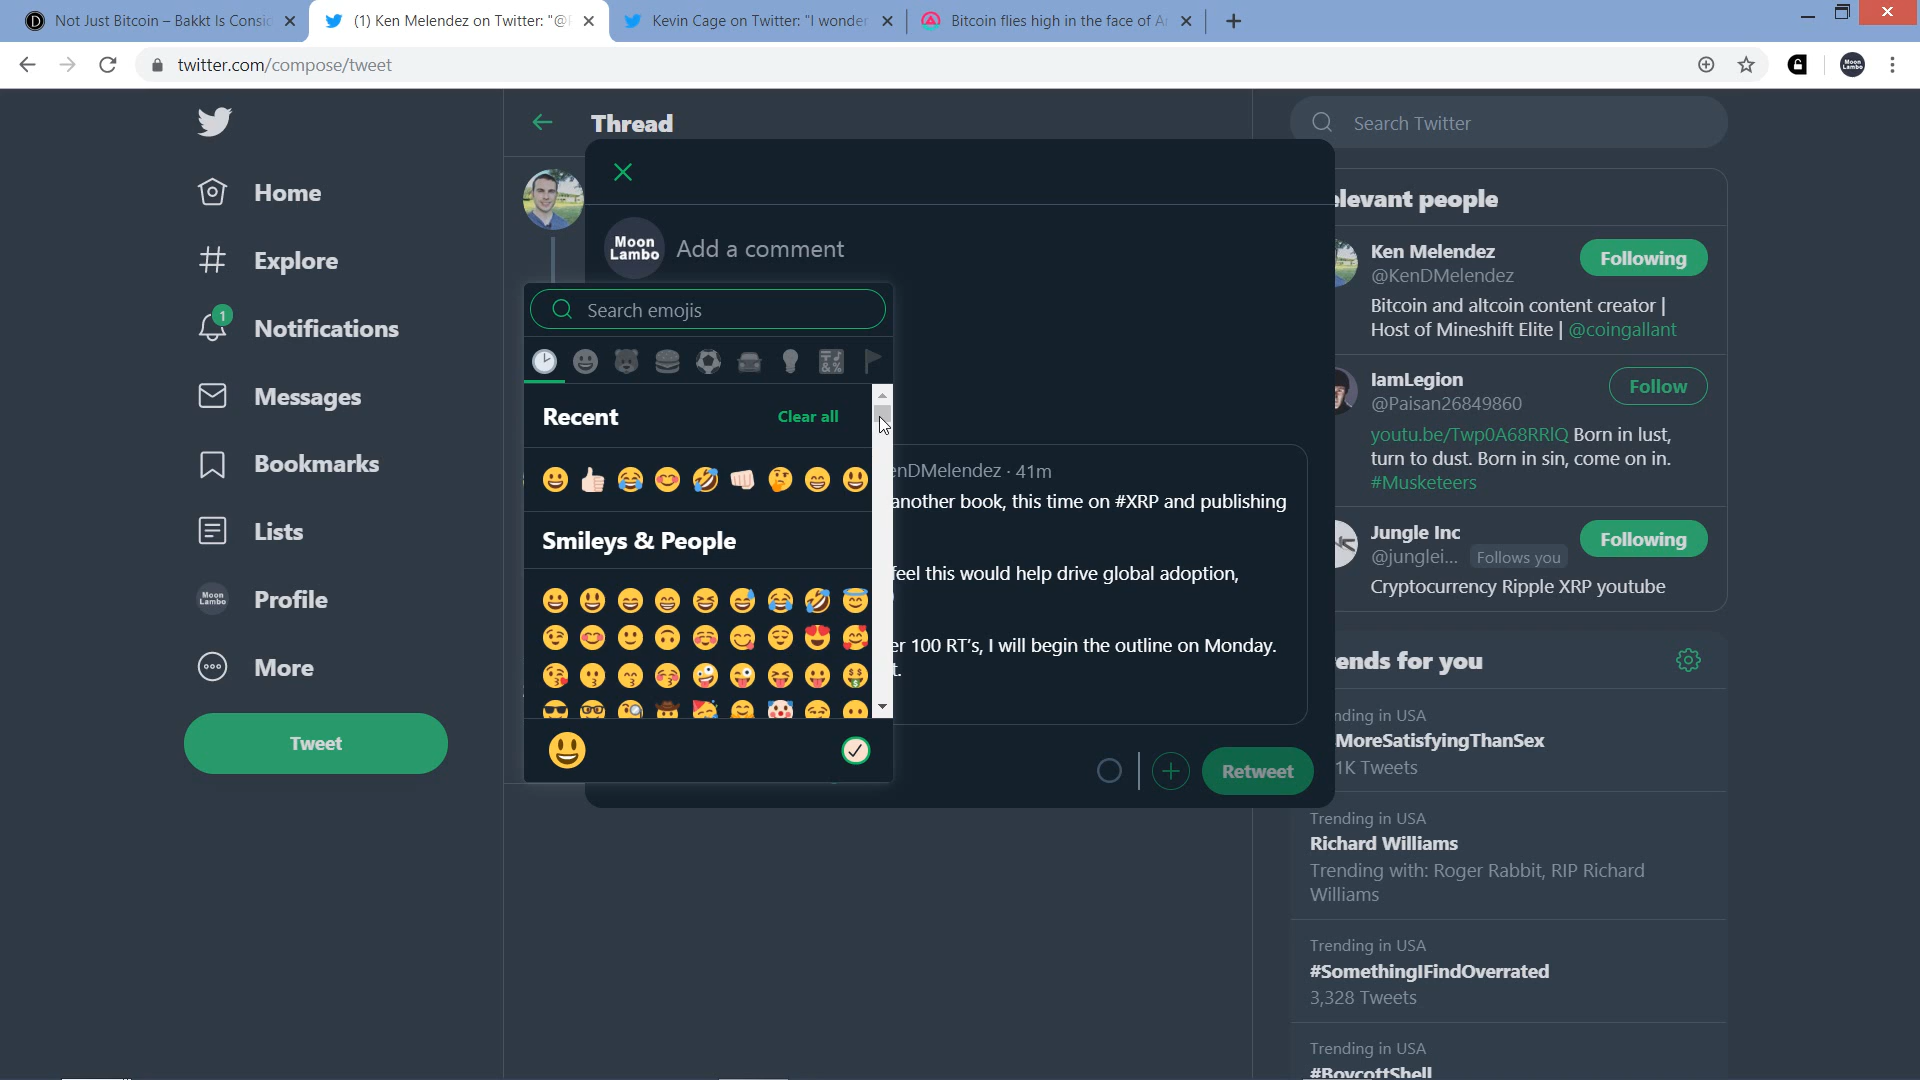 Not Just Bitcoin – Bakkt Is Consi
(1) Ken Melendez on Twitter: "@
Kevin Cage on Twitter: "I wonder
Bitcoin flies high in the face of
twitter.com/compose/tweet
Moon Lambo
Home
Explore
1
Notifications
Messages
Bookmarks
Lists
Moon Lambo
Profile
More
Tweet
Thread
Moon
Lambo
Add a comment
Search emojis
Recent
Clear all
Smileys & People
enDMelendez · 41m
another book, this time on #XRP and publishing
feel this would help drive global adoption,
er 100 RT's, I will begin the outline on Monday.
t.
Retweet
Search Twitter
elevant people
Ken Melendez
@KenDMelendez
Following
Bitcoin and altcoin content creator |
Host of Mineshift Elite | @coingallant
IamLegion
@Paisan26849860
Follow
youtu.be/Twp0A68RRlQ Born in lust,
turn to dust. Born in sin, come on in.
#Musketeers
Jungle Inc
@junglei... Follows you
Following
Cryptocurrency Ripple XRP youtube
ends for you
nding in USA
MoreSatisfyingThanSex
1K Tweets
Trending in USA
Richard Williams
Trending with: Roger Rabbit, RIP Richard
Williams
Trending in USA
#SomethingIFindOverrated
3,328 Tweets
Trending in USA
#BoycottShell